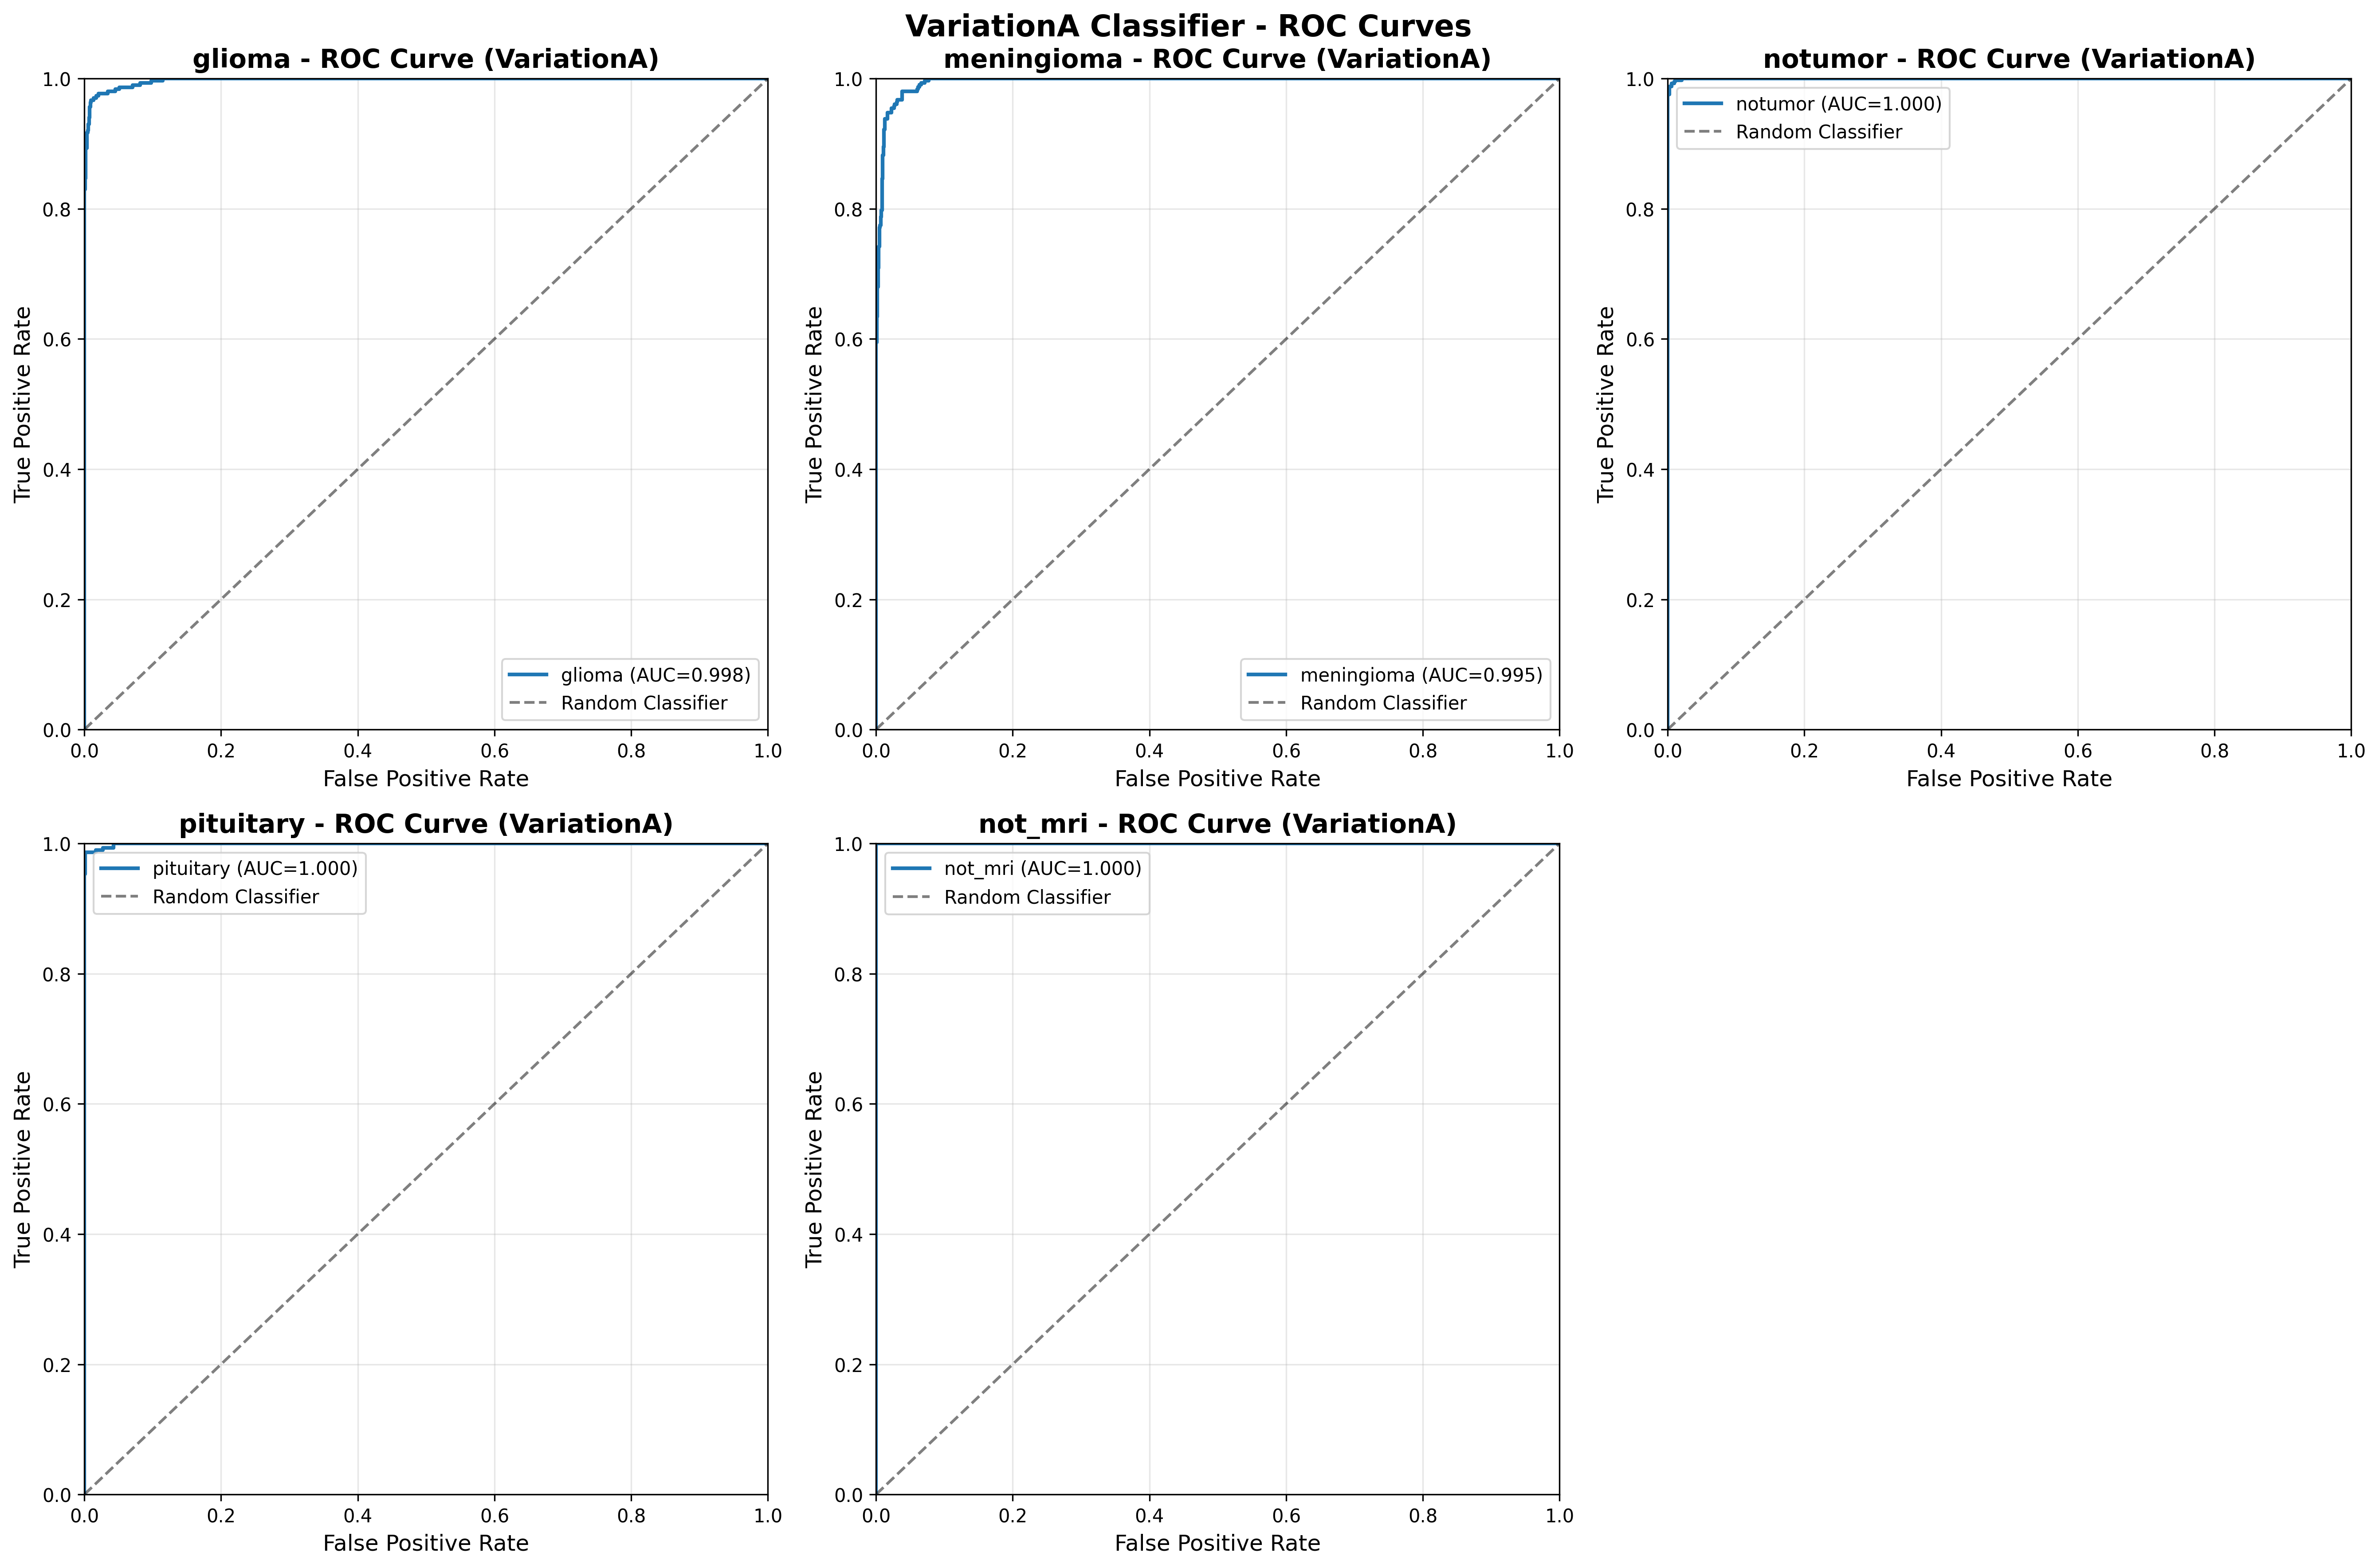 VariationA Classifier - ROC Curves
glioma - ROC Curve (VariationA)
1.0
0.8
0.6
0.4
0.2
0.0
True Positive Rate
glioma (AUC=0.998)
Random Classifier
0.0 0.2 0.4 0.6 0.8 1.0
False Positive Rate
meningioma - ROC Curve (VariationA)
1.0
0.8
0.6
0.4
0.2
0.0
True Positive Rate
meningioma (AUC=0.995)
Random Classifier
0.0 0.2 0.4 0.6 0.8 1.0
False Positive Rate
notumor - ROC Curve (VariationA)
1.0
0.8
0.6
0.4
0.2
0.0
True Positive Rate
notumor (AUC=1.000)
Random Classifier
0.0 0.2 0.4 0.6 0.8 1.0
False Positive Rate
pituitary - ROC Curve (VariationA)
1.0
0.8
0.6
0.4
0.2
0.0
True Positive Rate
pituitary (AUC=1.000)
Random Classifier
0.0 0.2 0.4 0.6 0.8 1.0
False Positive Rate
not_mri - ROC Curve (VariationA)
1.0
0.8
0.6
0.4
0.2
0.0
True Positive Rate
not_mri (AUC=1.000)
Random Classifier
0.0 0.2 0.4 0.6 0.8 1.0
False Positive Rate